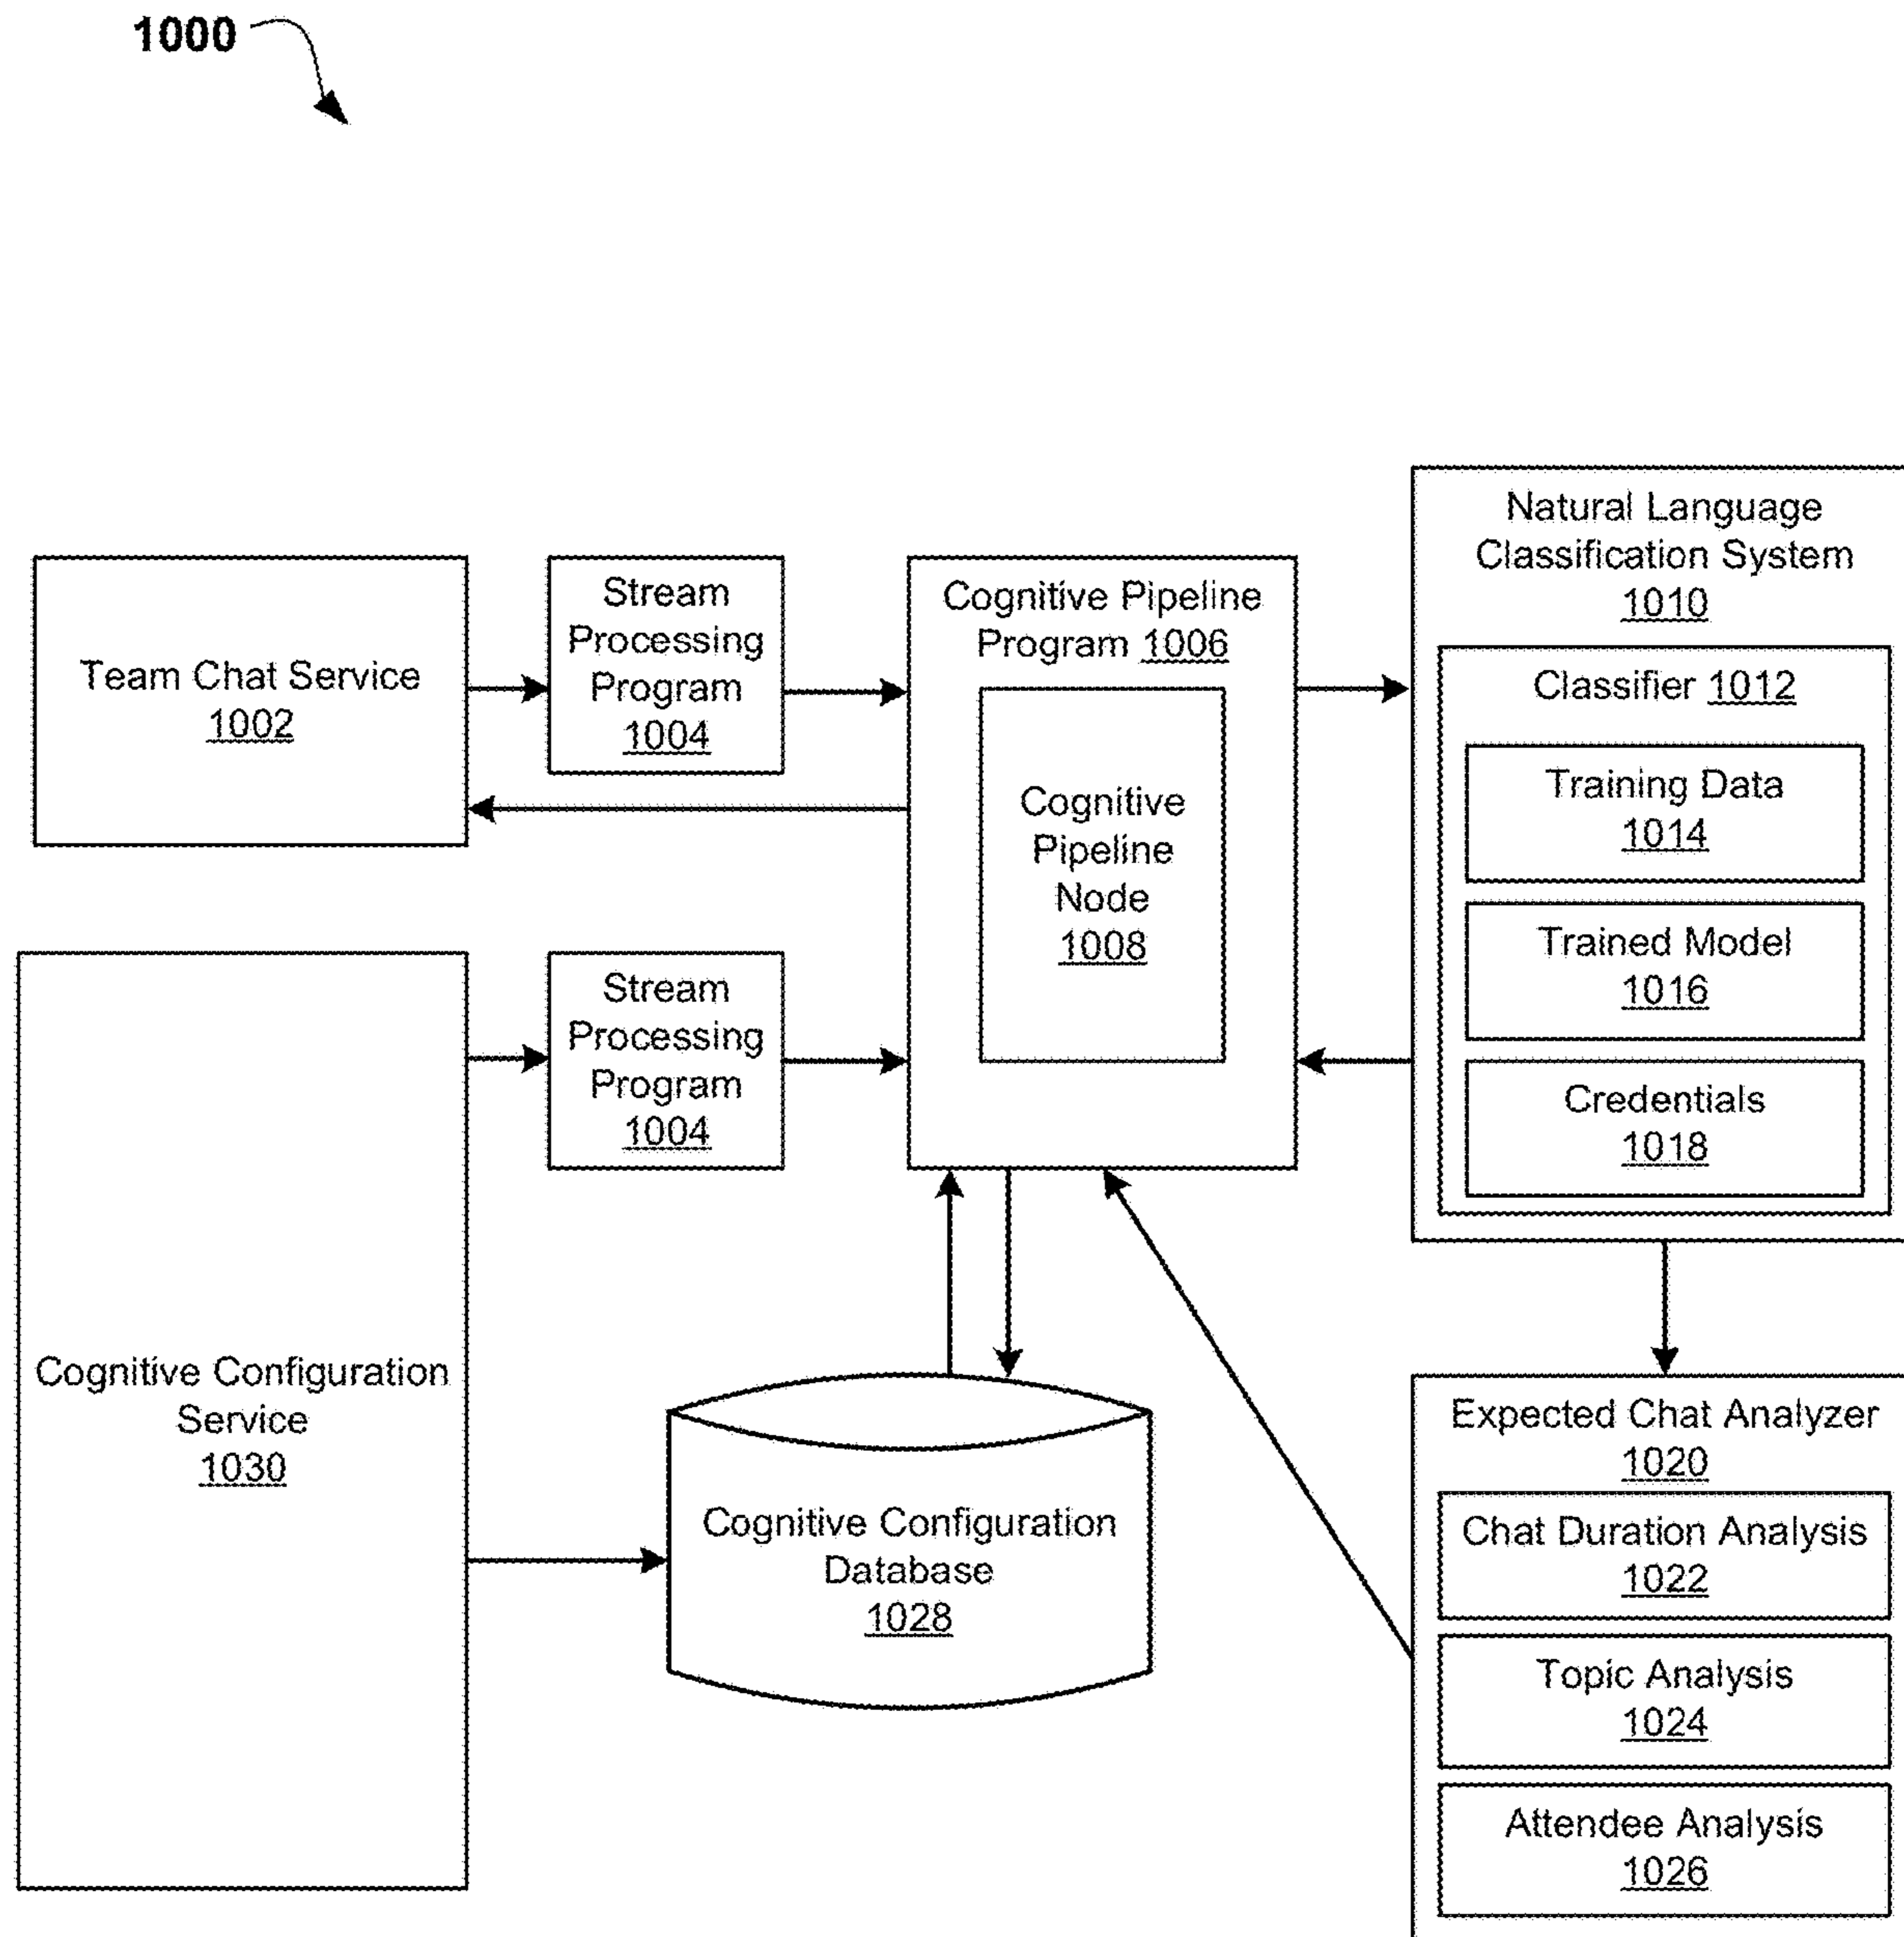 1000
Team Chat Service
1002
Stream
Processing
Program
1004
Cognitive Pipeline
Program 1006
Cognitive
Pipeline
Node
1008
Natural Language
Classification System
1010
Classifier 1012
Training Data
1014
Trained Model
1016
Credentials
1018
Cognitive Configuration
Service
1030
Stream
Processing
Program
1004
Cognitive Configuration
Database
1028
Expected Chat Analyzer
1020
Chat Duration Analysis
1022
Topic Analysis
1024
Attendee Analysis
1026